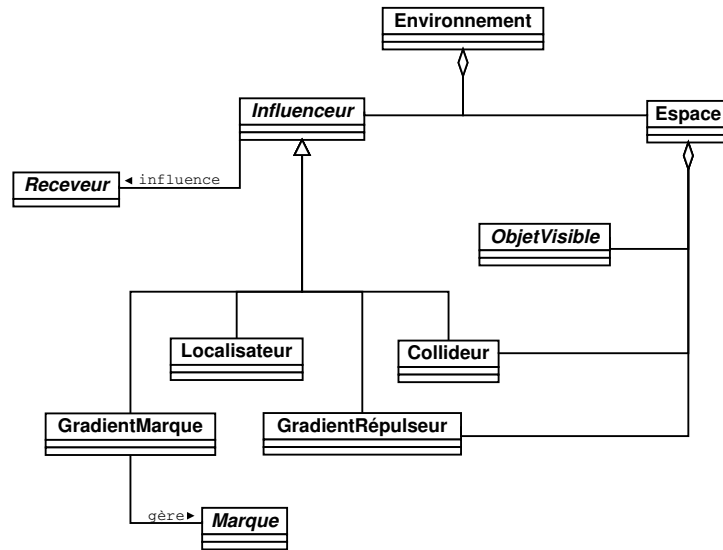 Environnement
Influenceur
Espace
Receveur
◄ influence
ObjetVisible
Localisateur
Collideur
GradientMarque
GradientRépulseur
gère►
Marque